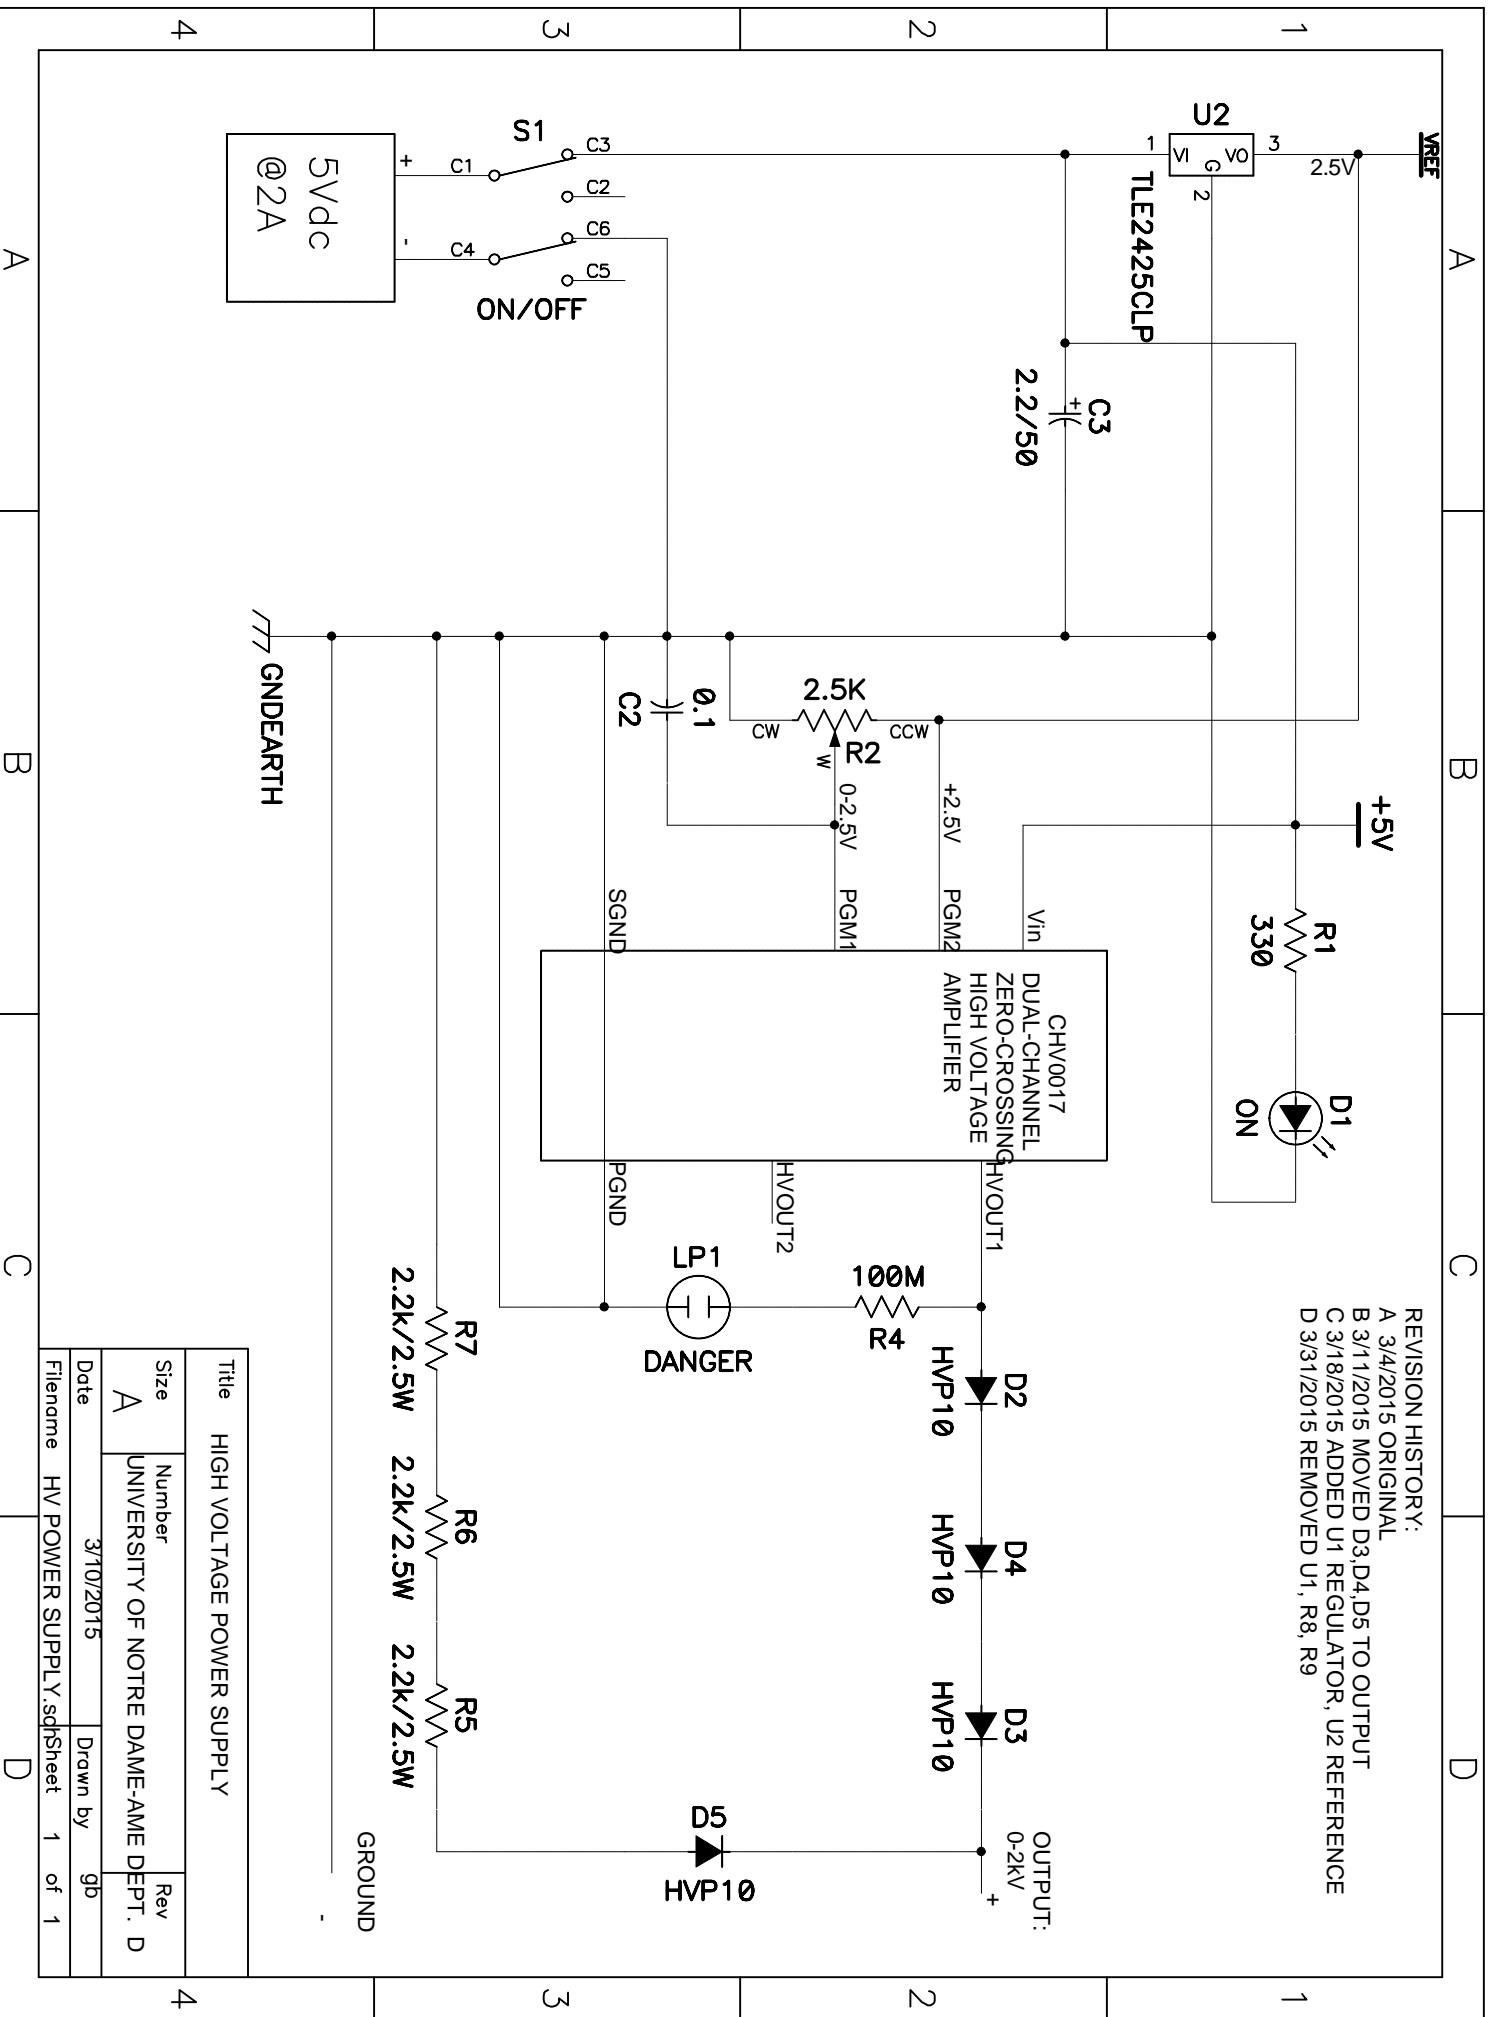 1
2
3
4
A
B
C
D
A
B
C
D
1
2
3
4
VREF
2.5V
U2
1
VI
G
VO
3
2
TLE2425CLP
S1
C3
C2
C6
C5
C1
C4
ON/OFF
+
-
5Vdc
@2A
C3
+
2.2/50
+5V
R1
330
D1
ON
2.5K
R2
CW
CCW
W
0.1
C2
GNDEARTH
+2.5V
0-2.5V
Vin
PGM2
PGM1
SGND
CHV0017
DUAL-CHANNEL
ZERO-CROSSING
HIGH VOLTAGE
AMPLIFIER
HVOUT1
HVOUT2
PGND
100M
R4
LP1
DANGER
D2
HVP10
D4
HVP10
D3
HVP10
D5
HVP10
R7
2.2k/2.5W
R6
2.2k/2.5W
R5
2.2k/2.5W
OUTPUT:
0-2kV
+
GROUND
-
REVISION HISTORY:
A 3/4/2015 ORIGINAL
B 3/11/2015 MOVED D3,D4,D5 TO OUTPUT
C 3/18/2015 ADDED U1 REGULATOR, U2 REFERENCE
D 3/31/2015 REMOVED U1, R8, R9
Title HIGH VOLTAGE POWER SUPPLY
Size Number Rev
A UNIVERSITY OF NOTRE DAME-AME DEPT. D
Date 3/10/2015 Drawn by gb
Filename HV POWER SUPPLY.sch Sheet 1 of 1